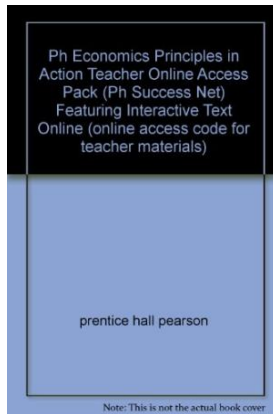 Ph Economics Principles in
Action Teacher Online Access
Pack (Ph Success Net)
Featuring Interactive Text
Online (online access code for
teacher materials)
prentice hall pearson
Note: This is not the actual book cover